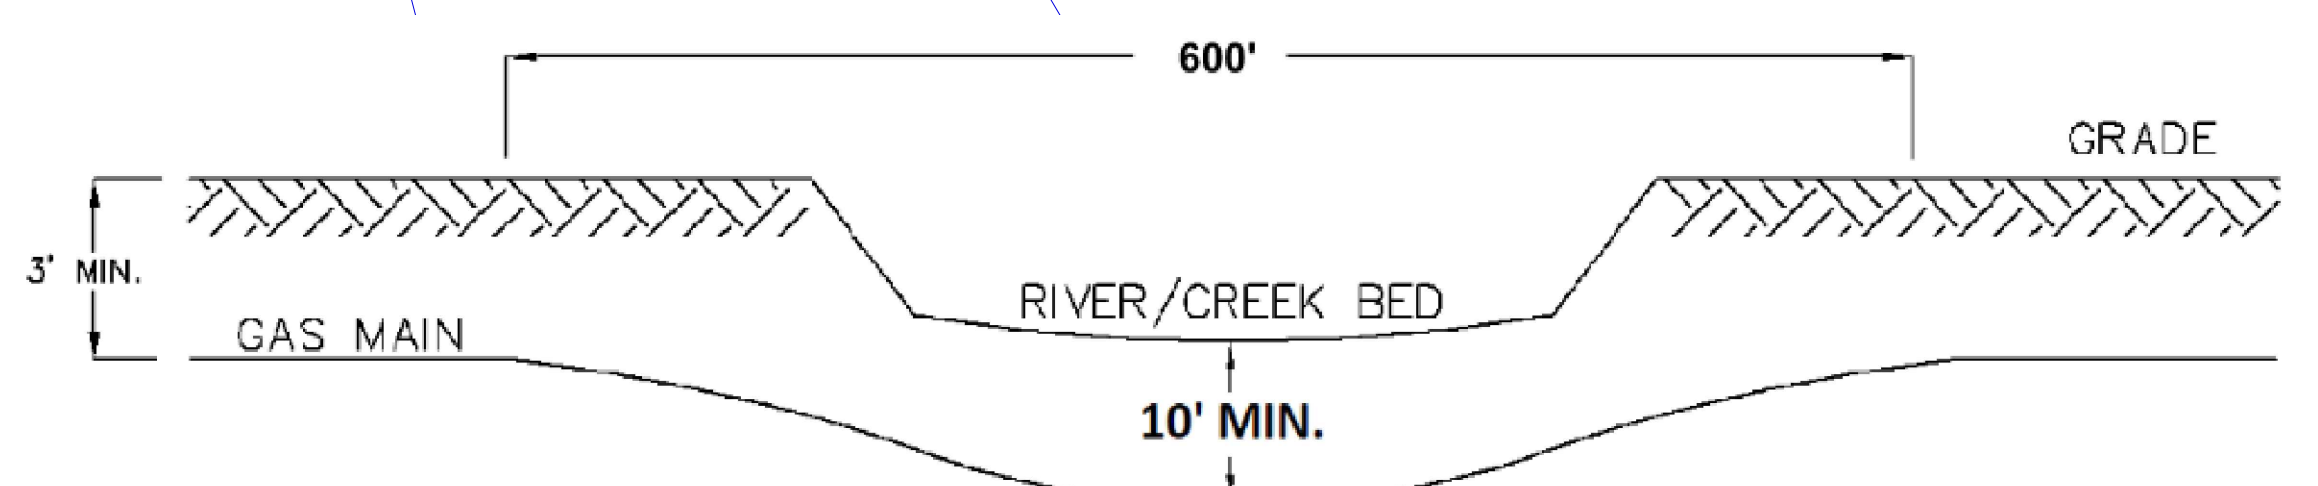 600'
GRADE
3' MIN.
RIVER/CREEK BED
GAS MAIN
10' MIN.